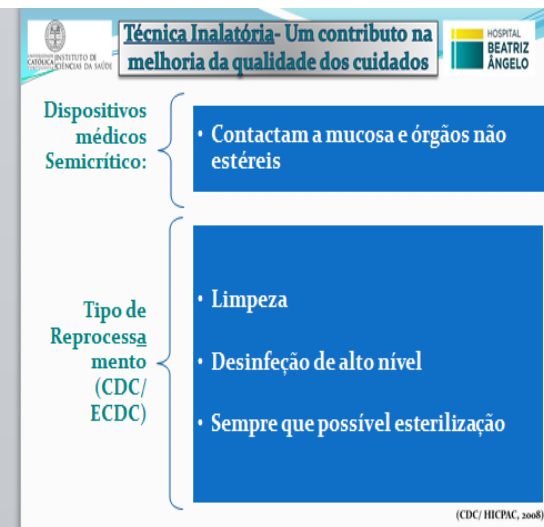 Técnica Inalatória- Um contributo na
melhoria da qualidade dos cuidados
CATÓLICA
INSTITUTO DE
CIÊNCIAS DA SAÚDE
HOSPITAL
BEATRIZ
ÂNGELO
Dispositivos
médicos
Semicrítico:
• Contactam a mucosa e órgãos não
estéreis
Tipo de
Reprocessa
mento
(CDC/
ECDC)
• Limpeza
• Desinfeção de alto nível
• Sempre que possível esterilização
(CDC/ HICPAC, 2008)